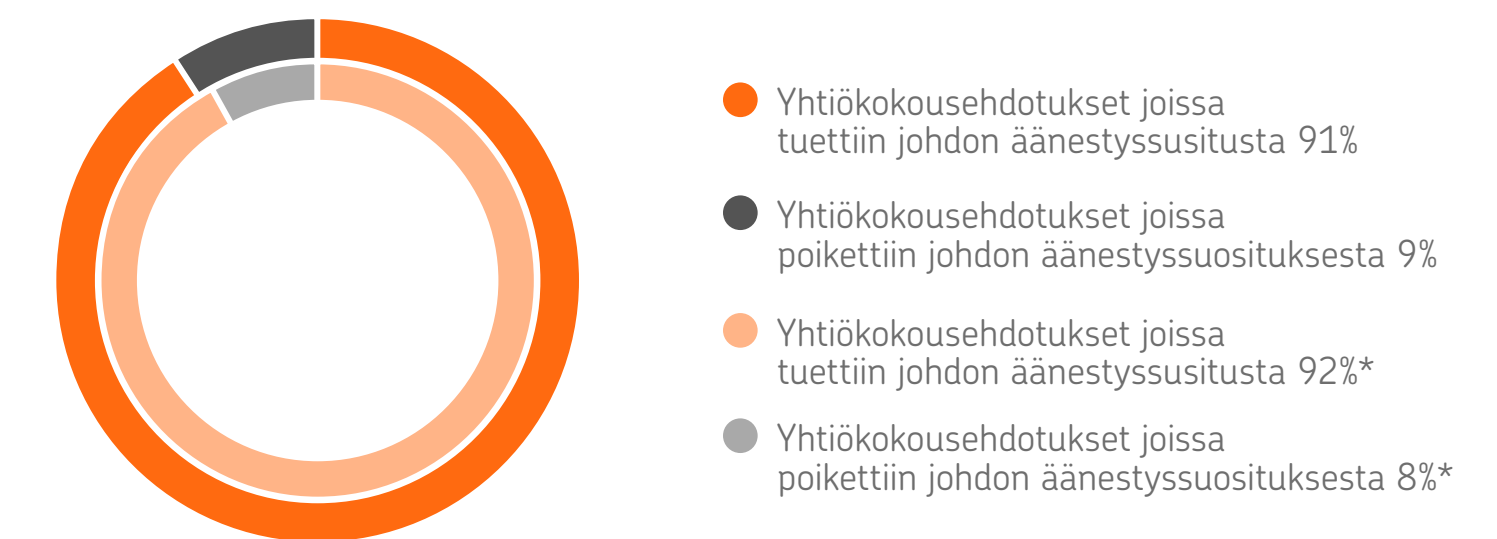 Yhtiökokousehdotukset joissa
tuettiin johdon äänestyssusitusta 91%
Yhtiökokousehdotukset joissa
poikettiin johdon äänestyssuosituksesta 9%
Yhtiökokousehdotukset joissa
tuettiin johdon äänestyssusitusta 92%*
Yhtiökokousehdotukset joissa
poikettiin johdon äänestyssuosituksesta 8%*